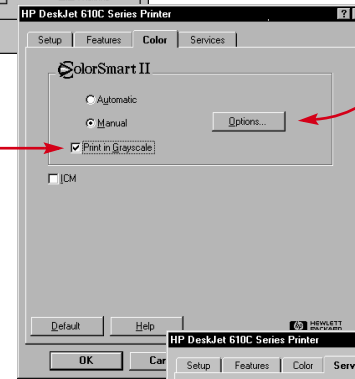 HP DeskJet 610C Series Printer
Setup Features Color Services
ColorSmart II
Automatic
Manual
Options...
Print in Grayscale
ICM
Default Help
HEWLETT
PACKARD
HP DeskJet 610C Series Printer
OK
Setup Features Color